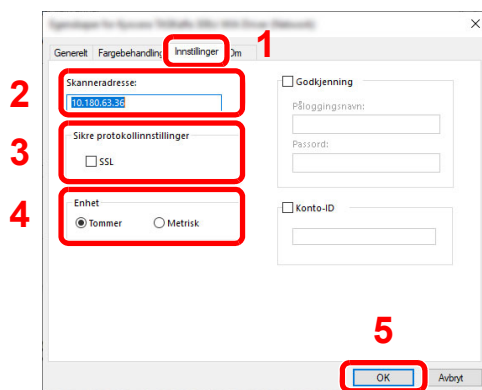 1
Generelt Fargebehandling Innstillinger Om
2
Skanneradresse:
10.180.63.36
Godkjenning
Påloggingsnavn:
Passord:
3
Sikre protokollinnstillinger
SSL
4
Enhet
Tommer Metrisk
Konto-ID
5
OK Avbryt